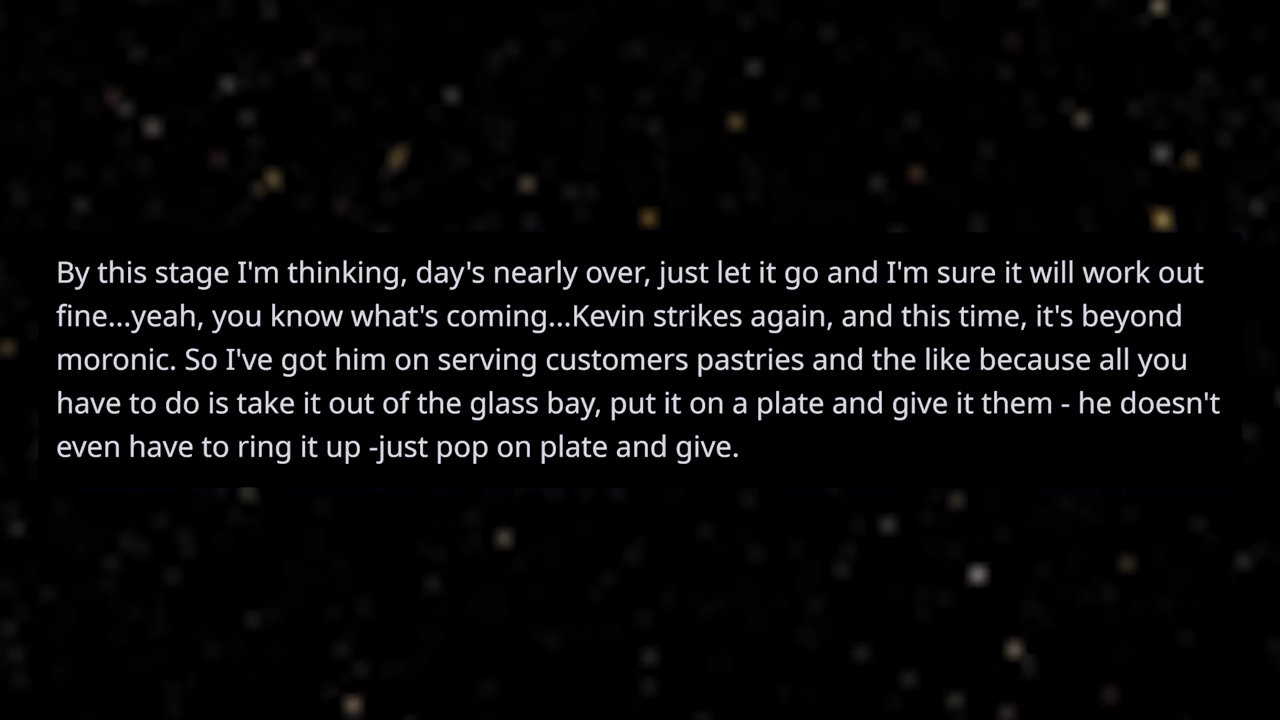 By this stage I'm thinking, day's nearly over, just let it go and I'm sure it will work out
fine...yeah, you know what's coming...Kevin strikes again, and this time, it's beyond
moronic. So I've got him on serving customers pastries and the like because all you
have to do is take it out of the glass bay, put it on a plate and give it them - he doesn't
even have to ring it up -just pop on plate and give.